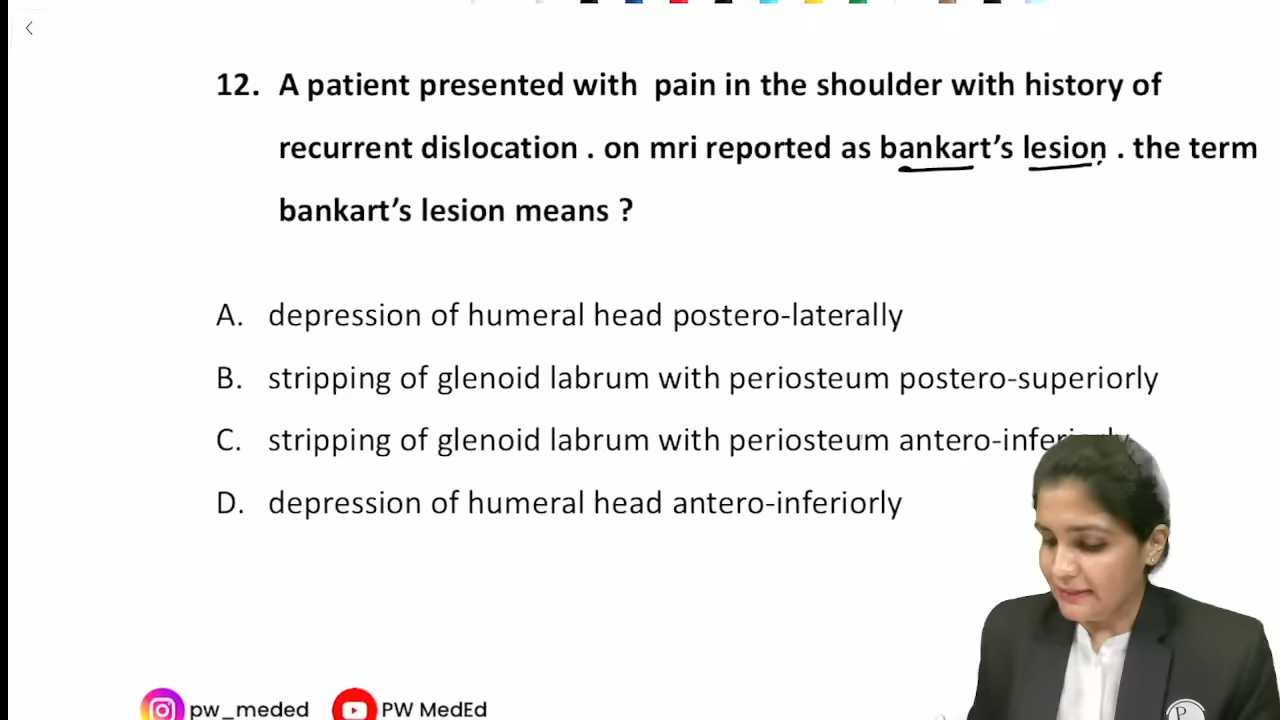 12. A patient presented with pain in the shoulder with history of
recurrent dislocation . on mri reported as bankart’s lesion . the term
bankart’s lesion means ?
A. depression of humeral head postero-laterally
B. stripping of glenoid labrum with periosteum postero-superiorly
C. stripping of glenoid labrum with periosteum antero-inferiorly
D. depression of humeral head antero-inferiorly
pw_meded PW MedEd
P